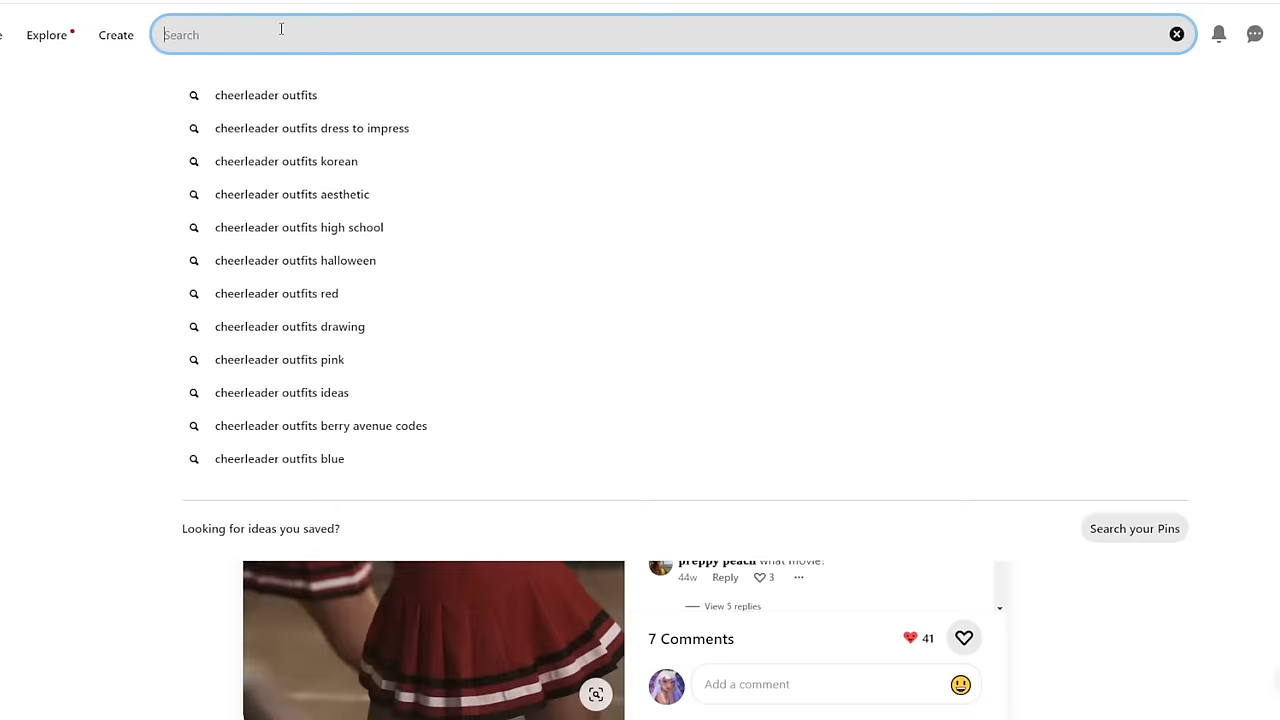 Explore
Create
Search
cheerleader outfits
cheerleader outfits dress to impress
cheerleader outfits korean
cheerleader outfits aesthetic
cheerleader outfits high school
cheerleader outfits halloween
cheerleader outfits red
cheerleader outfits drawing
cheerleader outfits pink
cheerleader outfits ideas
cheerleader outfits berry avenue codes
cheerleader outfits blue
Looking for ideas you saved?
Search your Pins
preppy peach what movie?
44w Reply 3 ...
View 5 replies
7 Comments
41
Add a comment